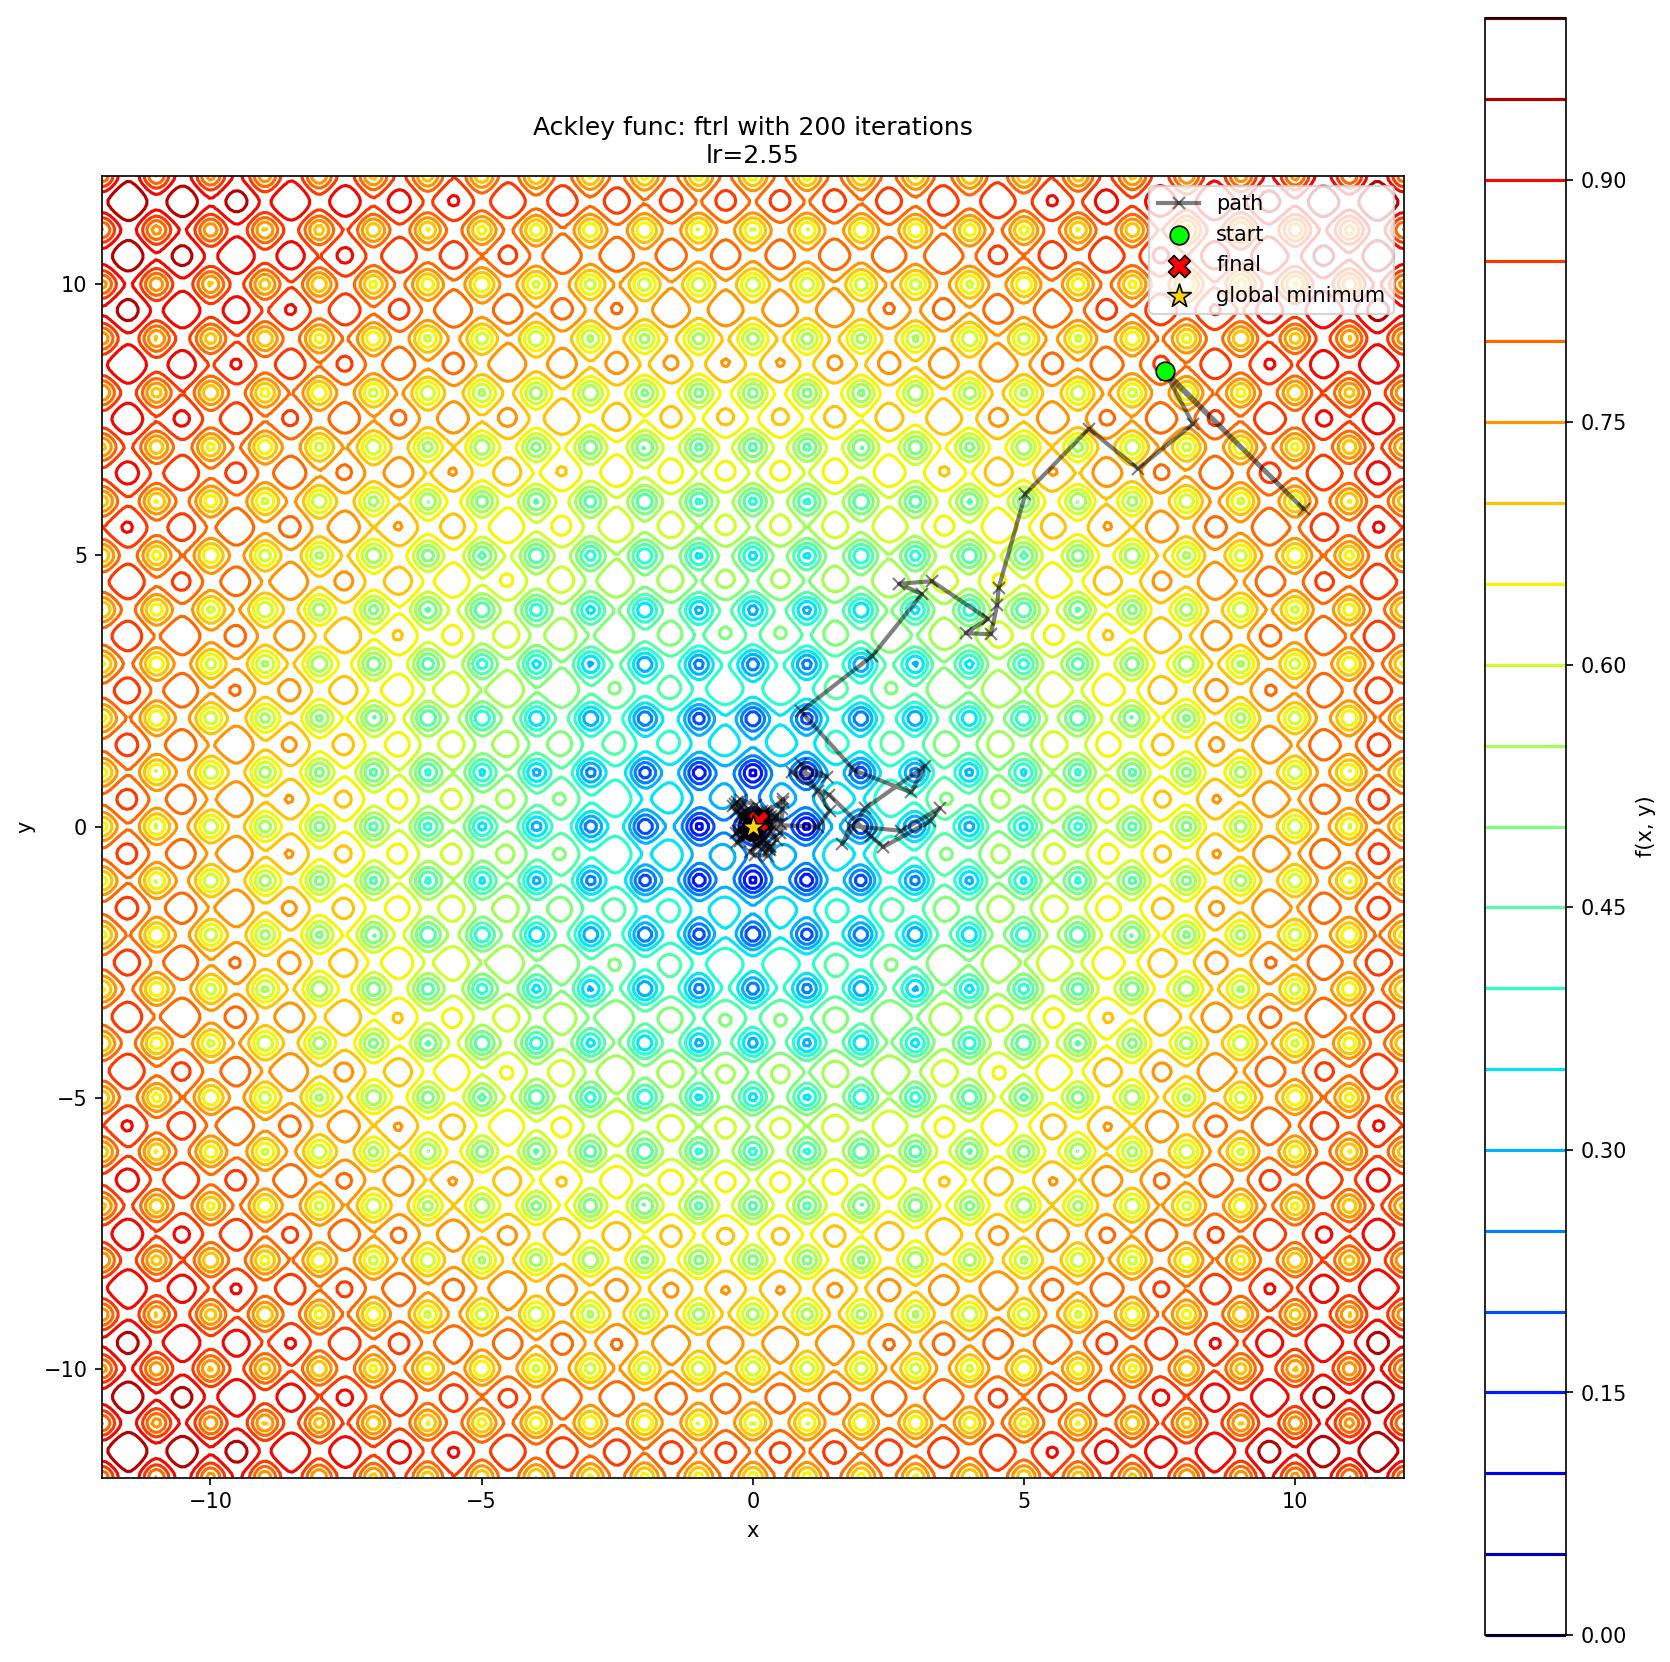 Ackley func: ftrl with 200 iterations
lr=2.55
path
start
final
global minimum
10
5
0
−5
−10
y
−10
−5
0
5
10
x
0.90
0.75
0.60
0.45
0.30
0.15
0.00
f(x, y)